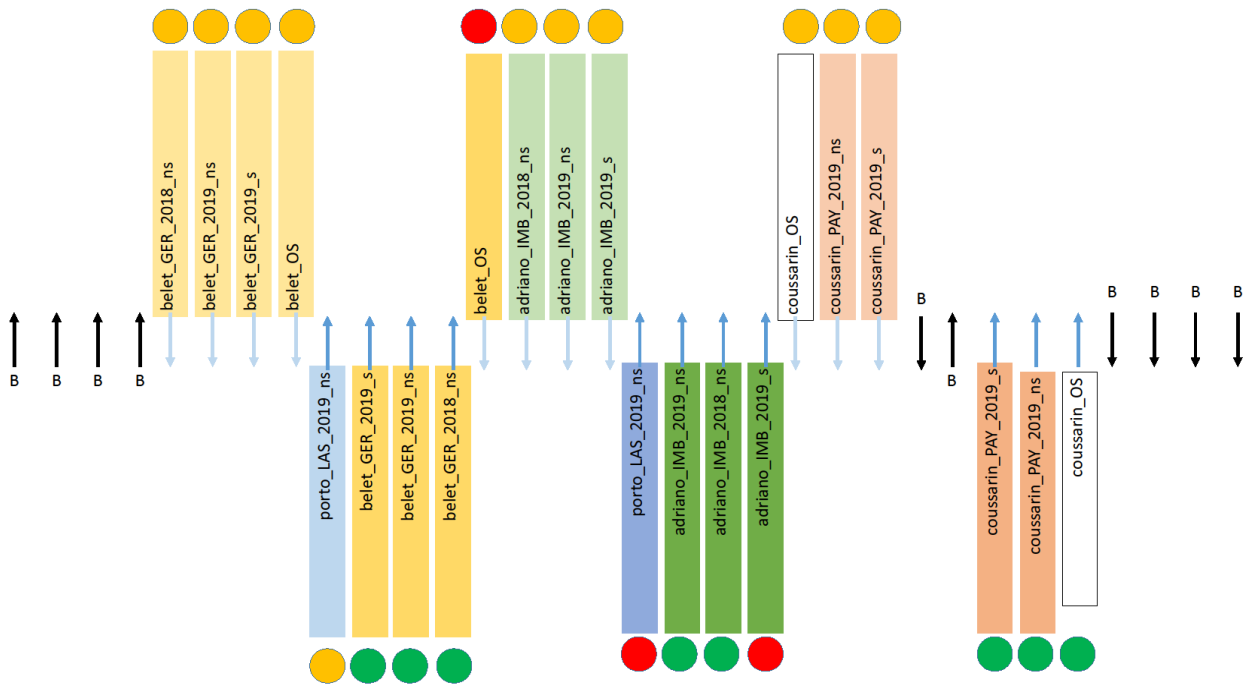 B
B
B
B
belet_GER_2018_ns
belet_GER_2019_ns
belet_GER_2019_s
belet_OS
porto_LAS_2019_ns
belet_GER_2019_s
belet_GER_2019_ns
belet_GER_2018_ns
belet_OS
adriano_IMB_2018_ns
adriano_IMB_2019_ns
adriano_IMB_2019_s
porto_LAS_2019_ns
adriano_IMB_2019_ns
adriano_IMB_2018_ns
adriano_IMB_2019_s
coussarin_OS
coussarin_PAY_2019_ns
coussarin_PAY_2019_s
B
B
coussarin_PAY_2019_s
coussarin_PAY_2019_ns
coussarin_OS
B
B
B
B